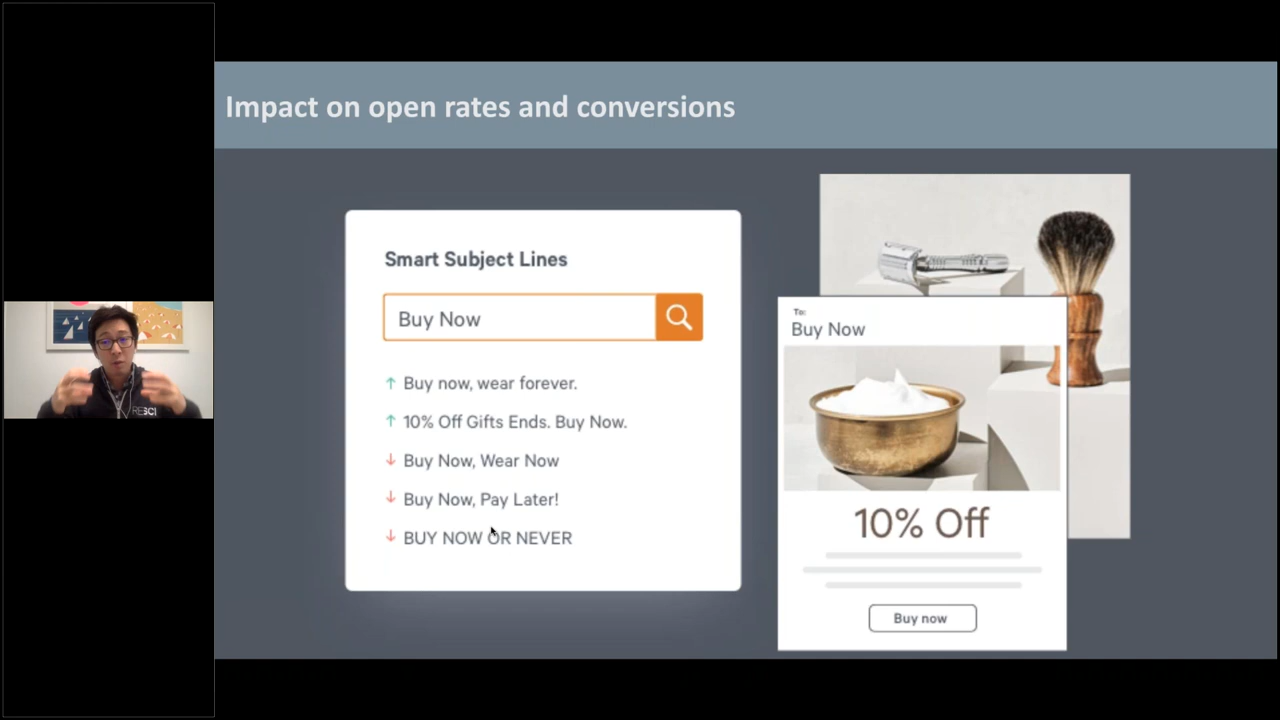 Impact on open rates and conversions
Smart Subject Lines
Buy Now
Buy now, wear forever.
10% Off Gifts Ends. Buy Now.
Buy Now, Wear Now
Buy Now, Pay Later!
BUY NOW OR NEVER
To:
Buy Now
10% Off
Buy now
RESCI